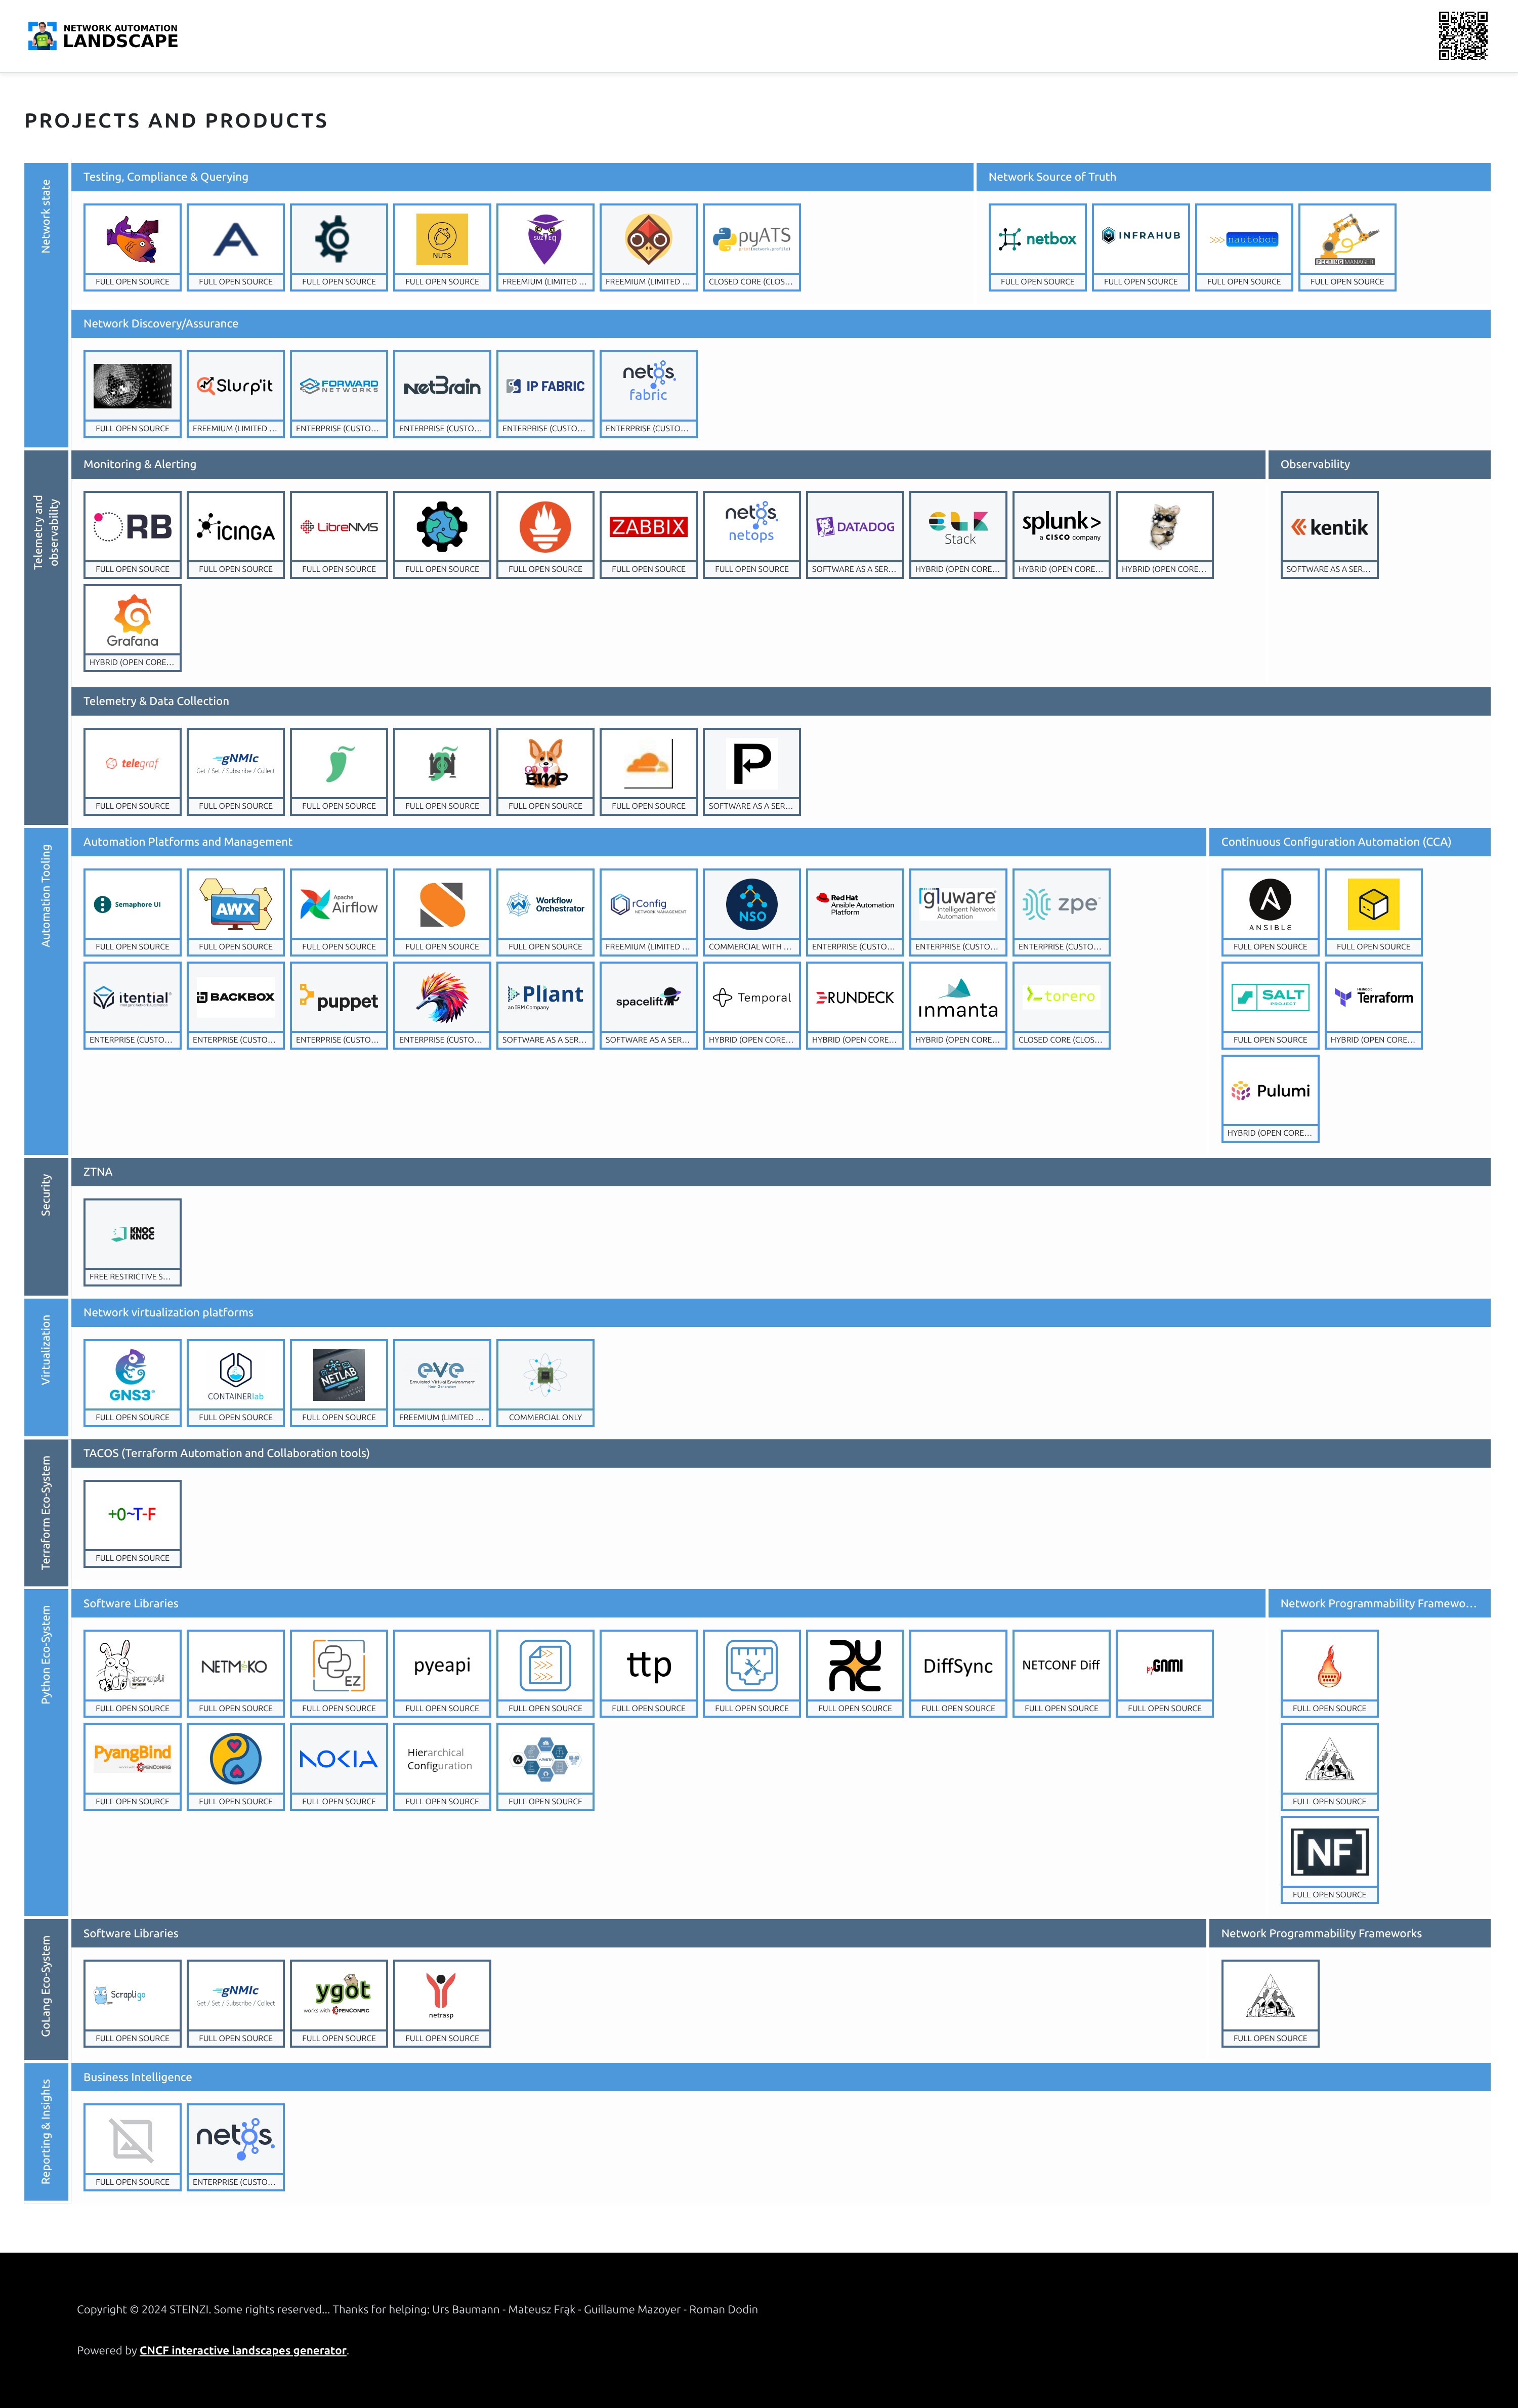 NETWORK AUTOMATION
LANDSCAPE
PROJECTS AND PRODUCTS
Network state
Testing, Compliance & Querying
Network Source of Truth
NUTS
suzieq
pyATS
netbox
INFRAHUB
>>>nautobot
PEERING MANAGER
FULL OPEN SOURCE
FULL OPEN SOURCE
FULL OPEN SOURCE
FULL OPEN SOURCE
FREEMIUM (LIMITED ...
FREEMIUM (LIMITED ...
CLOSED CORE (CLOS...
FULL OPEN SOURCE
FULL OPEN SOURCE
FULL OPEN SOURCE
FULL OPEN SOURCE
Network Discovery/Assurance
Slurp'it
FORWARD
NETWORKS
NetBrain
IP FABRIC
netos
fabric
FULL OPEN SOURCE
FREEMIUM (LIMITED ...
ENTERPRISE (CUSTO...
ENTERPRISE (CUSTO...
ENTERPRISE (CUSTO...
ENTERPRISE (CUSTO...
Telemetry and
observability
Monitoring & Alerting
Observability
RB
iCINGA
LibreNMS
ZABBIX
netos
netops
DATADOG
Stack
splunk>
a CISCO company
kentik
FULL OPEN SOURCE
FULL OPEN SOURCE
FULL OPEN SOURCE
FULL OPEN SOURCE
FULL OPEN SOURCE
FULL OPEN SOURCE
FULL OPEN SOURCE
SOFTWARE AS A SER...
HYBRID (OPEN CORE...
HYBRID (OPEN CORE...
HYBRID (OPEN CORE...
SOFTWARE AS A SER...
Grafana
HYBRID (OPEN CORE...
Telemetry & Data Collection
telegraf
gNMIc
Get / Set / Subscribe / Collect
GO
BMP
P
FULL OPEN SOURCE
FULL OPEN SOURCE
FULL OPEN SOURCE
FULL OPEN SOURCE
FULL OPEN SOURCE
FULL OPEN SOURCE
SOFTWARE AS A SER...
Automation Tooling
Automation Platforms and Management
Continuous Configuration Automation (CCA)
Semaphore UI
AWX
Apache
Airflow
Workflow
Orchestrator
rConfig
NETWORK MANAGEMENT
NSO
Red Hat
Ansible Automation
Platform
gluware
Intelligent Network
Automation
zpe
ANSIBLE
FULL OPEN SOURCE
FULL OPEN SOURCE
FULL OPEN SOURCE
FULL OPEN SOURCE
FULL OPEN SOURCE
FREEMIUM (LIMITED ...
COMMERCIAL WITH ...
ENTERPRISE (CUSTO...
ENTERPRISE (CUSTO...
ENTERPRISE (CUSTO...
FULL OPEN SOURCE
FULL OPEN SOURCE
itential
BACKBOX
puppet
Pliant
an IBM Company
spacelift
Temporal
RUNDECK
inmanta
torero
SALT
PROJECT
HashiCorp
Terraform
ENTERPRISE (CUSTO...
ENTERPRISE (CUSTO...
ENTERPRISE (CUSTO...
ENTERPRISE (CUSTO...
SOFTWARE AS A SER...
SOFTWARE AS A SER...
HYBRID (OPEN CORE...
HYBRID (OPEN CORE...
HYBRID (OPEN CORE...
CLOSED CORE (CLOS...
FULL OPEN SOURCE
HYBRID (OPEN CORE...
Pulumi
HYBRID (OPEN CORE...
Security
ZTNA
KNOC
KNOC
FREE RESTRICTIVE S...
Virtualization
Network virtualization platforms
GNS3
CONTAINERlab
NETLAB
eve
Emulated Virtual Environment
Next Generation
FULL OPEN SOURCE
FULL OPEN SOURCE
FULL OPEN SOURCE
FREEMIUM (LIMITED ...
COMMERCIAL ONLY
Terraform Eco-System
TACOS (Terraform Automation and Collaboration tools)
+0~T-F
FULL OPEN SOURCE
Python Eco-System
Software Libraries
Network Programmability Framewo...
scrapli
NETMIKO
EZ
pyeapi
ttp
DiffSync
NETCONF Diff
pyGNMI
FULL OPEN SOURCE
FULL OPEN SOURCE
FULL OPEN SOURCE
FULL OPEN SOURCE
FULL OPEN SOURCE
FULL OPEN SOURCE
FULL OPEN SOURCE
FULL OPEN SOURCE
FULL OPEN SOURCE
FULL OPEN SOURCE
FULL OPEN SOURCE
FULL OPEN SOURCE
PyangBind
works with OPENCONFIG
NOKIA
Hierarchical
Configuration
ARISTA
FULL OPEN SOURCE
FULL OPEN SOURCE
FULL OPEN SOURCE
FULL OPEN SOURCE
FULL OPEN SOURCE
FULL OPEN SOURCE
[NF]
FULL OPEN SOURCE
GoLang Eco-System
Software Libraries
Network Programmability Frameworks
Scrapligo
gNMIc
Get / Set / Subscribe / Collect
ygot
works with OPENCONFIG
netrasp
FULL OPEN SOURCE
FULL OPEN SOURCE
FULL OPEN SOURCE
FULL OPEN SOURCE
FULL OPEN SOURCE
Reporting & Insights
Business Intelligence
netos
FULL OPEN SOURCE
ENTERPRISE (CUSTO...
Copyright © 2024 STEINZI. Some rights reserved... Thanks for helping: Urs Baumann - Mateusz Frąk - Guillaume Mazoyer - Roman Dodin
Powered by CNCF interactive landscapes generator.